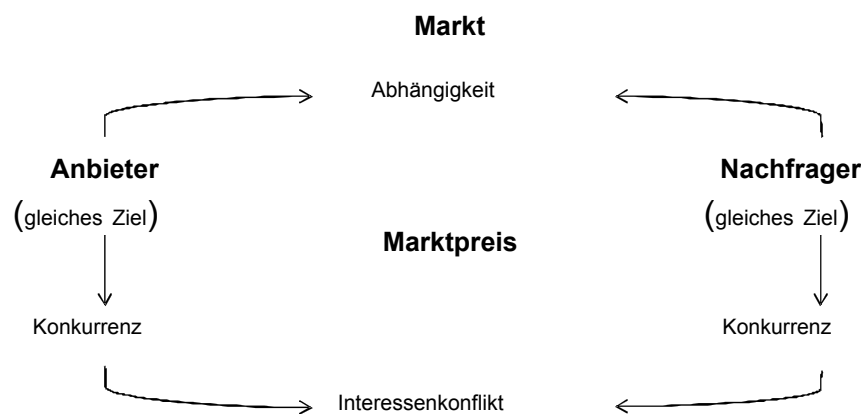 Markt
Abhängigkeit
Anbieter
Nachfrager
(gleiches Ziel)
(gleiches Ziel)
Marktpreis
Konkurrenz
Konkurrenz
Interessenkonflikt